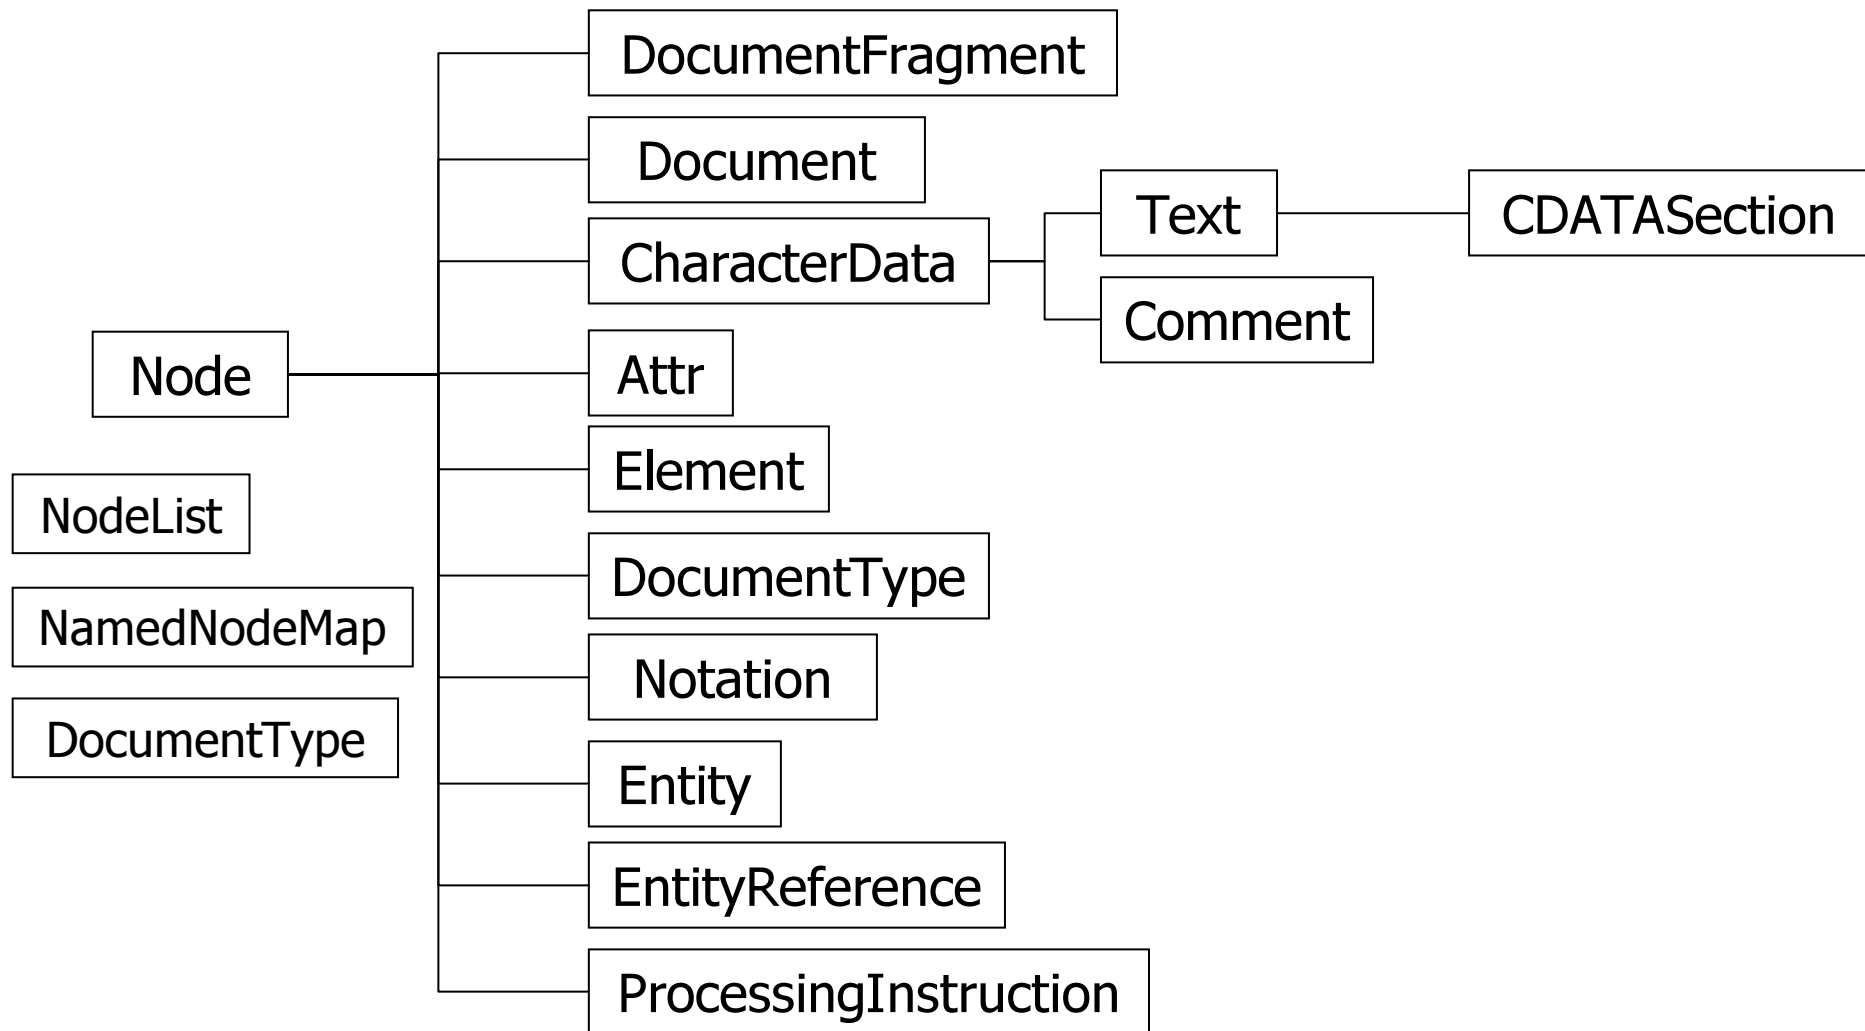 DocumentFragment
Document
CharacterData
Text
CDATASection
Comment
Node
Attr
Element
NodeList
DocumentType
NamedNodeMap
Notation
DocumentType
Entity
EntityReference
ProcessingInstruction